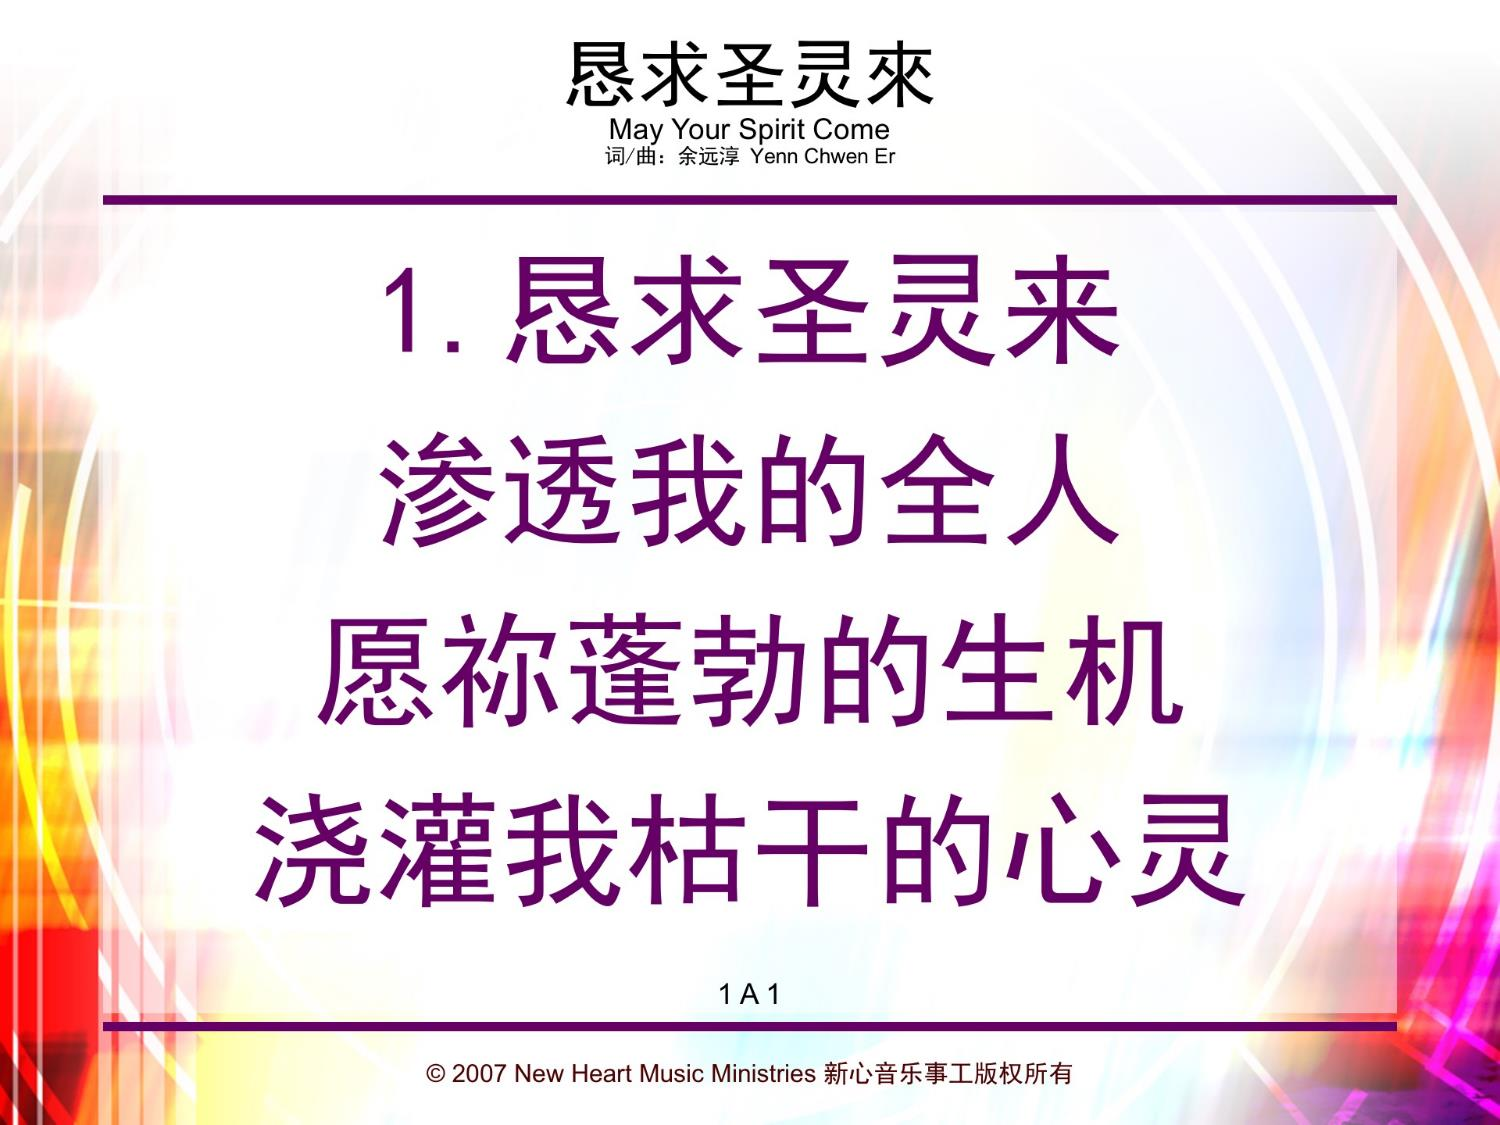 恳求圣灵來
May Your Spirit Come
词/曲：余远淳 Yenn Chwen Er
1.恳求圣灵来
渗透我的全人
愿祢蓬勃的生机
浇灌我枯干的心灵
1 A 1
© 2007 New Heart Music Ministries 新心音乐事工版权所有